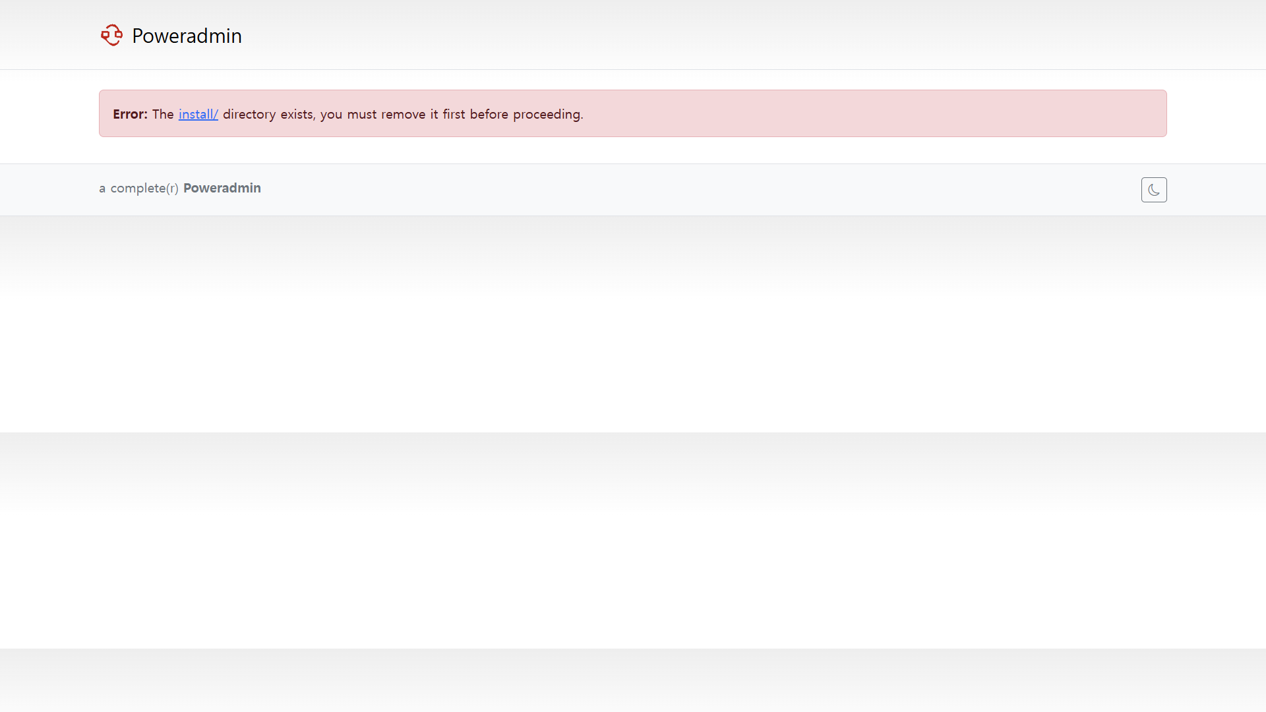 Poweradmin
Error: The install/ directory exists, you must remove it first before proceeding.
a complete(r) Poweradmin